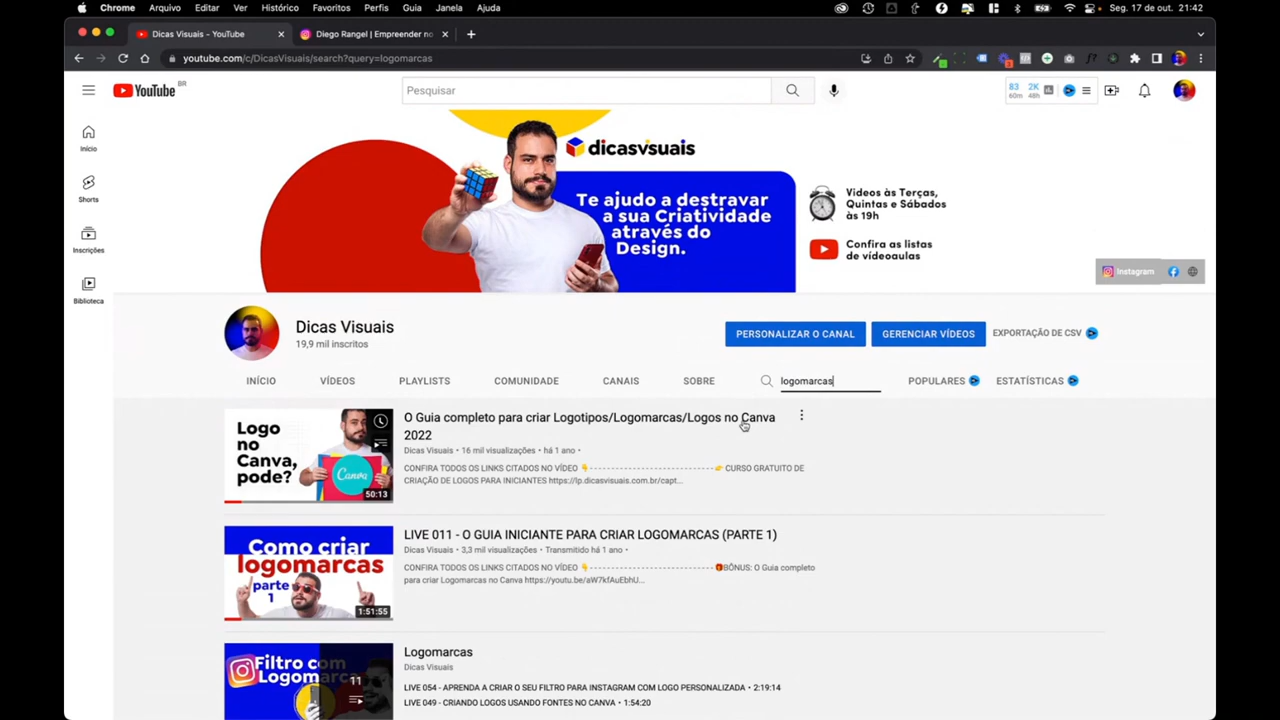 Chrome Arquivo Editar Ver Histórico Favoritos Perfis Guia Janela Ajuda
Seg. 17 de out. 21:42
Dicas Visuais - YouTube
Diego Rangel | Empreender no
youtube.com/c/DicasVisuais/search?query=logomarcas
YouTube BR
Pesquisar
83 60m 2K 48h
Início
Shorts
Inscrições
Biblioteca
dicasvisuais
Te ajudo a destravar
a sua Criatividade
através do
Design.
Videos às Terças,
Quintas e Sábados
às 19h
Confira as listas
de vídeoaulas
Instagram
Dicas Visuais
19,9 mil inscritos
PERSONALIZAR O CANAL
GERENCIAR VÍDEOS
EXPORTAÇÃO DE CSV
INÍCIO VÍDEOS PLAYLISTS COMUNIDADE CANAIS SOBRE logomarcas POPULARES ESTATÍSTICAS
Logo
no
Canva,
pode?
Canva
50:13
O Guia completo para criar Logotipos/Logomarcas/Logos no Canva
2022
Dicas Visuais • 16 mil visualizações • há 1 ano •
CONFIRA TODOS OS LINKS CITADOS NO VÍDEO 👇---------------------------------- 👉 CURSO GRATUITO DE
CRIAÇÃO DE LOGOS PARA INICIANTES https://lp.dicasvisuais.com.br/capt...
Como criar
logomarcas
parte
1
1:51:55
LIVE 011 - O GUIA INICIANTE PARA CRIAR LOGOMARCAS (PARTE 1)
Dicas Visuais • 3,3 mil visualizações • Transmitido há 1 ano •
CONFIRA TODOS OS LINKS CITADOS NO VÍDEO 👇---------------------------------- 🎁BÔNUS: O Guia completo
para criar Logomarcas no Canva https://youtu.be/aW7kfAuEbhU...
Filtro com
Logomarc
11
Logomarcas
Dicas Visuais
LIVE 054 - APRENDA A CRIAR O SEU FILTRO PARA INSTAGRAM COM LOGO PERSONALIZADA • 2:19:14
LIVE 049 - CRIANDO LOGOS USANDO FONTES NO CANVA • 1:54:20